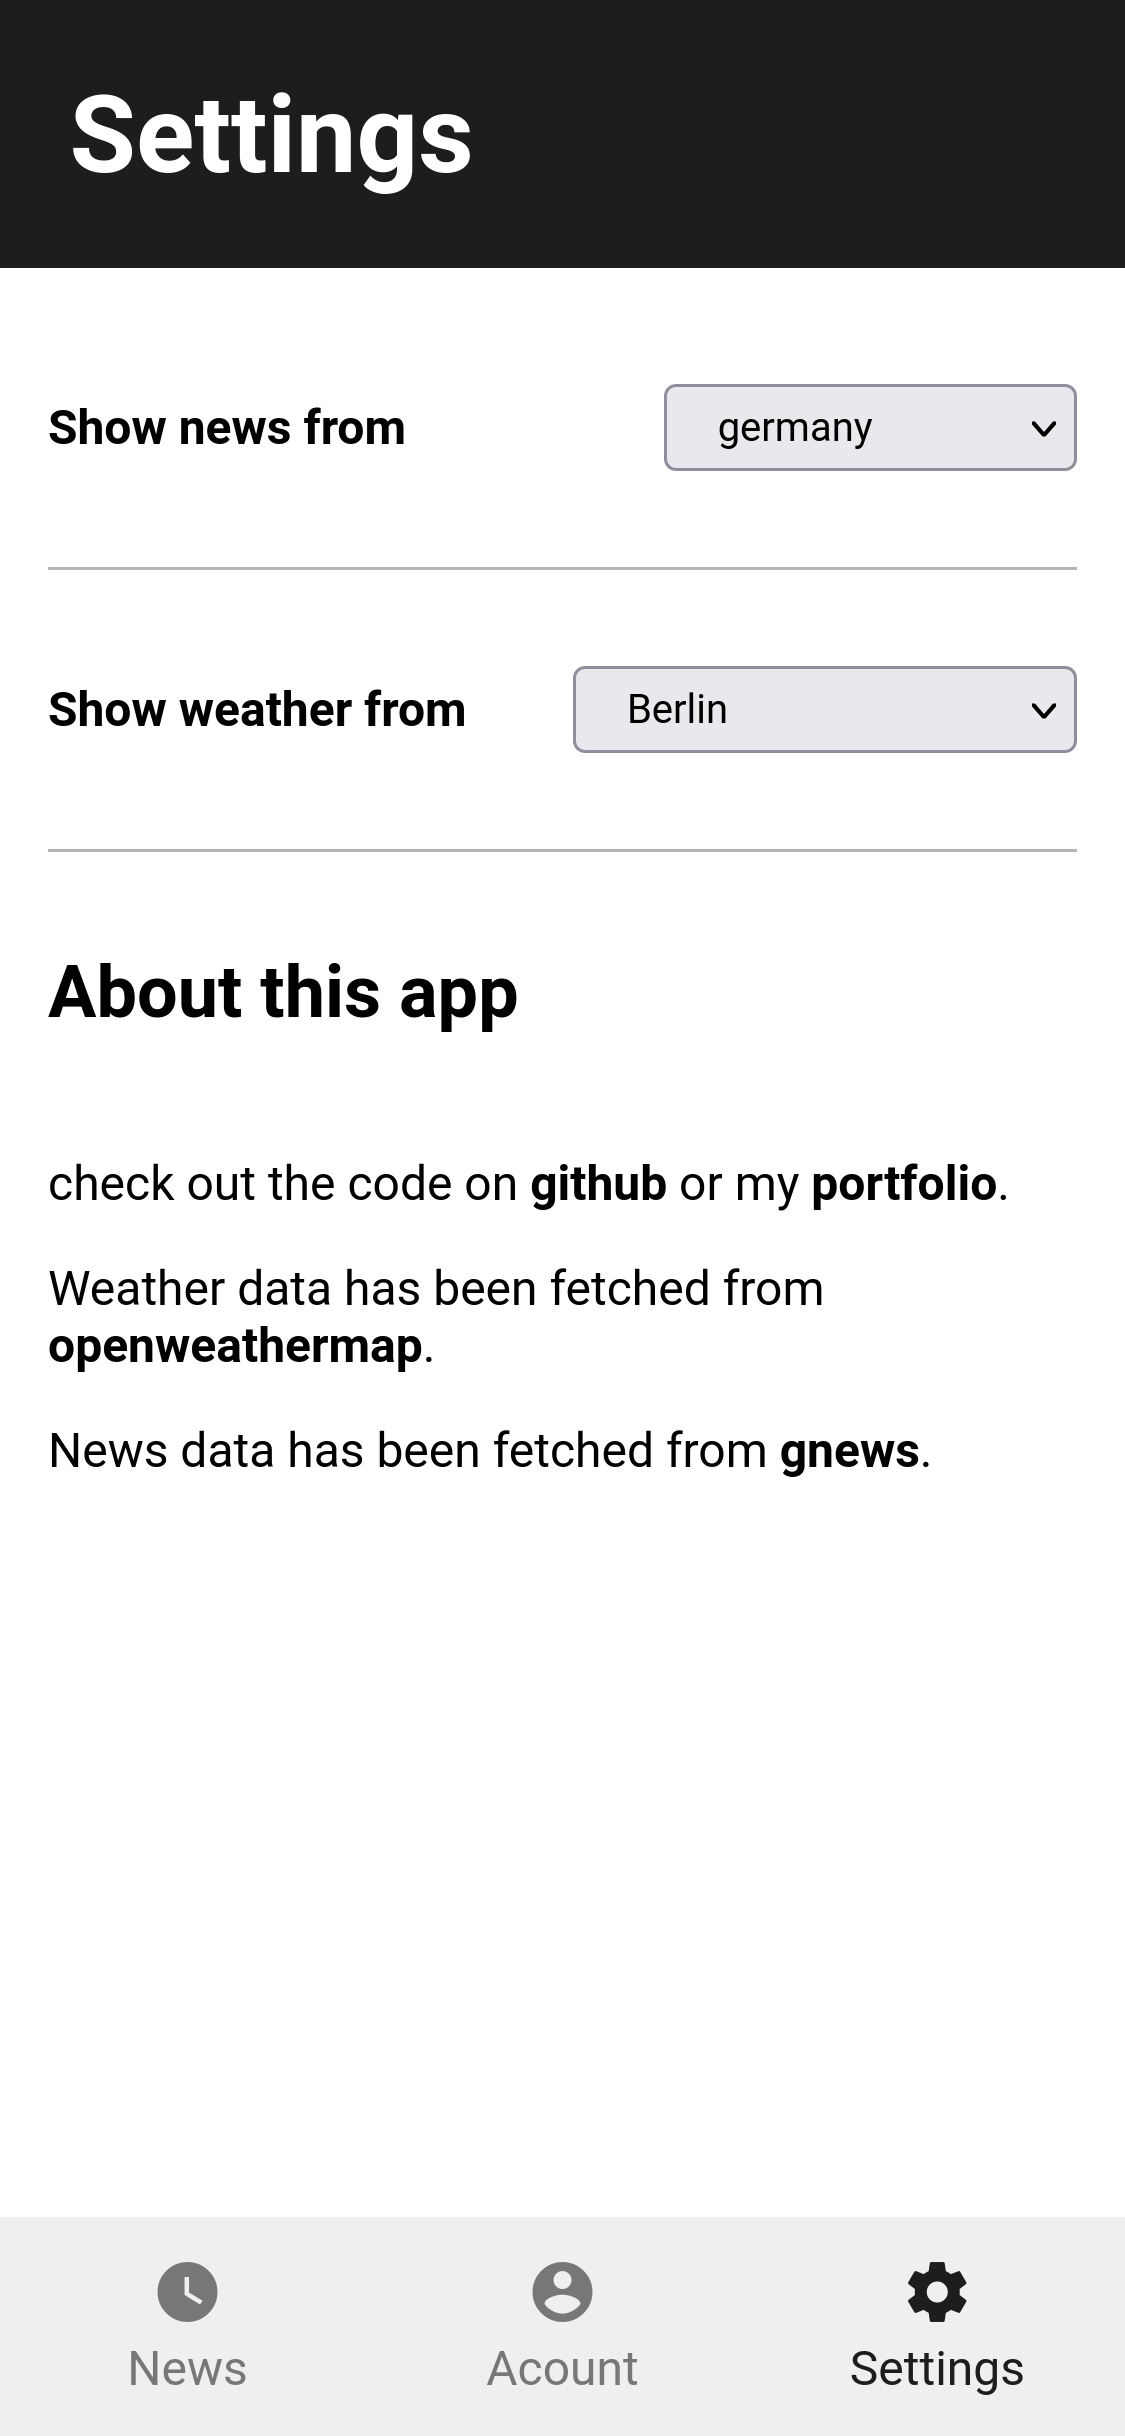 Settings
Show news from
germany
Show weather from
Berlin
About this app
check out the code on github or my portfolio.
Weather data has been fetched from
openweathermap.
News data has been fetched from gnews.
News
Acount
Settings